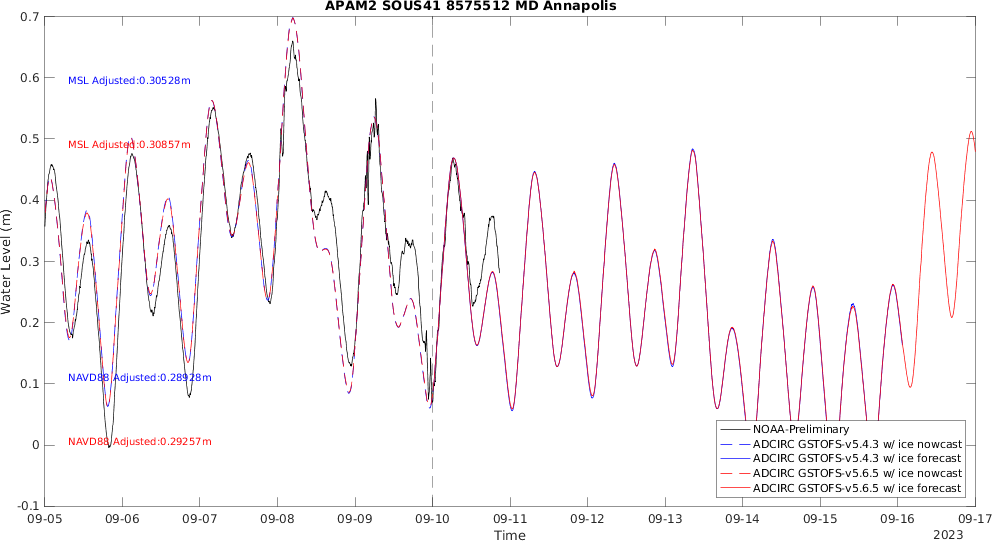 APAM2 SOUS41 8575512 MD Annapolis
0.7
0.6
0.5
0.4
0.3
0.2
0.1
0
-0.1
Water Level (m)
MSL Adjusted:0.30528m
MSL Adjusted:0.30857m
NAVD88 Adjusted:0.28928m
NAVD88 Adjusted:0.29257m
NOAA-Preliminary
ADCIRC GSTOFS-v5.4.3 w/ ice nowcast
ADCIRC GSTOFS-v5.4.3 w/ ice forecast
ADCIRC GSTOFS-v5.6.5 w/ ice nowcast
ADCIRC GSTOFS-v5.6.5 w/ ice forecast
09-05 09-06 09-07 09-08 09-09 09-10 09-11 09-12 09-13 09-14 09-15 09-16 09-17
Time
2023